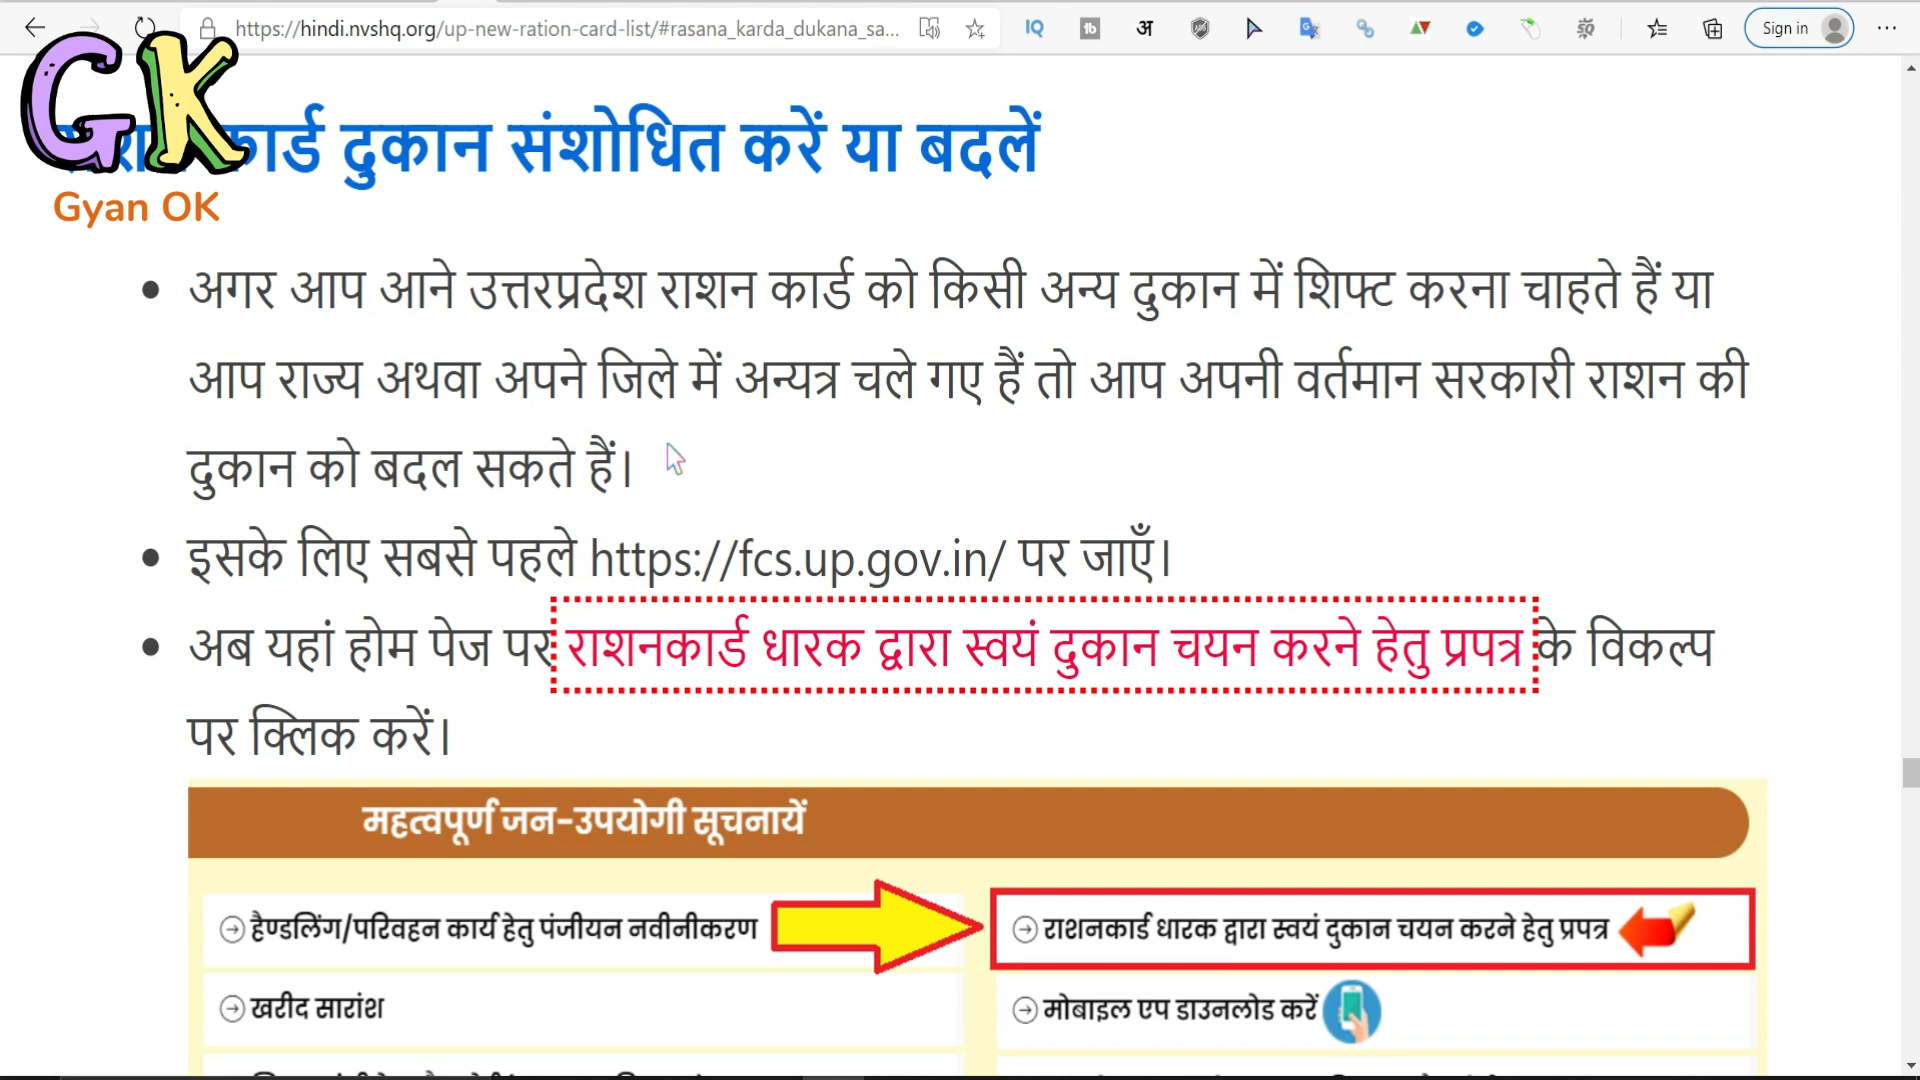 https://hindi.nvshq.org/up-new-ration-card-list/#rasana_karda_dukana_sa...
Sign in
GK
Gyan OK
कार्ड दुकान संशोधित करें या बदलें
अगर आप आने उत्तरप्रदेश राशन कार्ड को किसी अन्य दुकान में शिफ्ट करना चाहते हैं या
आप राज्य अथवा अपने जिले में अन्यत्र चले गए हैं तो आप अपनी वर्तमान सरकारी राशन की
दुकान को बदल सकते हैं।
इसके लिए सबसे पहले https://fcs.up.gov.in/ पर जाएँ।
अब यहां होम पेज पर राशनकार्ड धारक द्वारा स्वयं दुकान चयन करने हेतु प्रपत्र के विकल्प
पर क्लिक करें।
महत्वपूर्ण जन-उपयोगी सूचनायें
हैण्डलिंग/परिवहन कार्य हेतु पंजीयन नवीनीकरण
राशनकार्ड धारक द्वारा स्वयं दुकान चयन करने हेतु प्रपत्र
खरीद सारांश
मोबाइल एप डाउनलोड करें